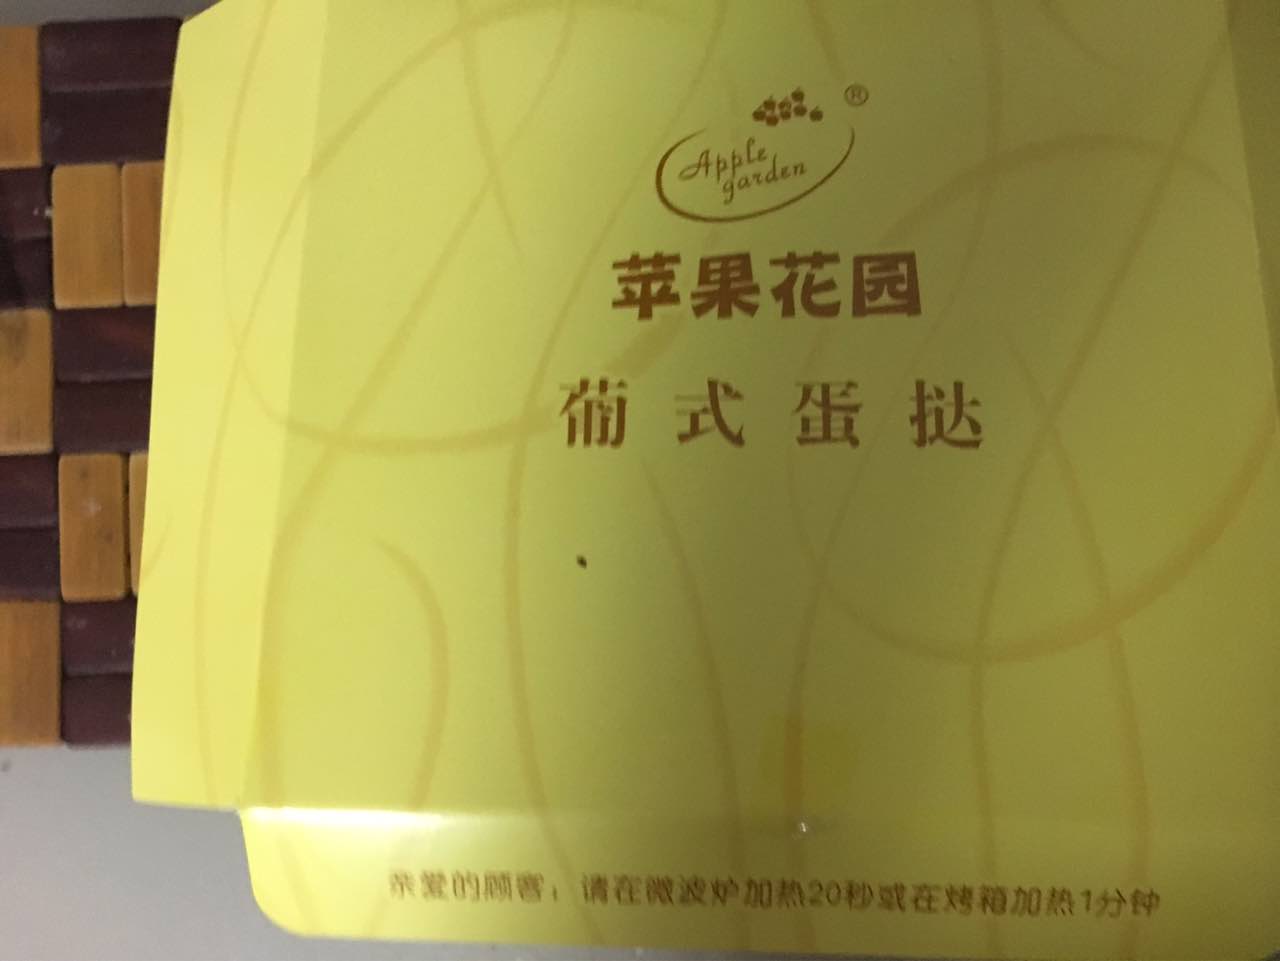 ®
Apple
garden
苹果花园
葡式蛋挞
亲爱的顾客，请在微波炉加热20秒或在烤箱加热1分钟